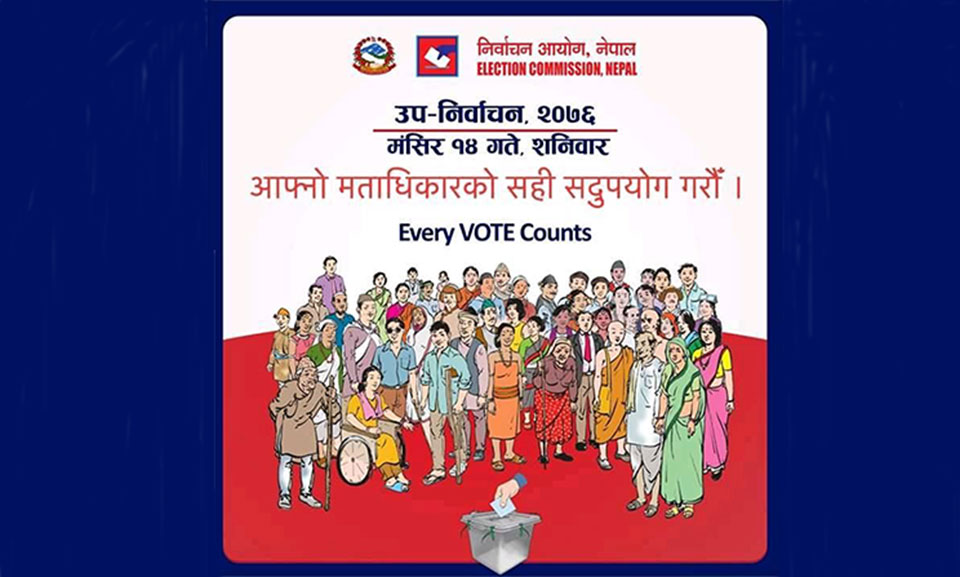 निर्वाचन आयोग, नेपाल
ELECTION COMMISSION, NEPAL
उप-निर्वाचन, २०७६
मंसिर १४ गते, शनिवार
आफ्नो मताधिकारको सही सदुपयोग गरौँ ।
Every VOTE Counts